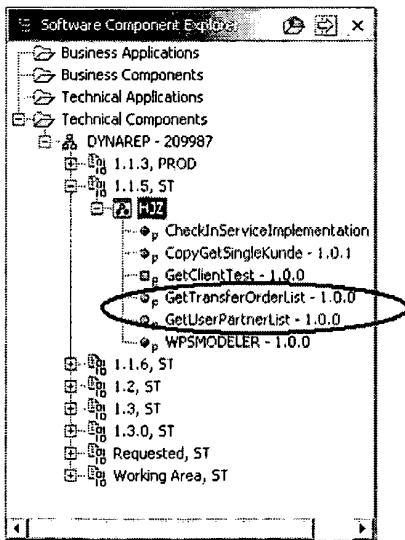 Software Component Explorer
Business Applications
Business Components
Technical Applications
Technical Components
DYNAREP - 209987
1.1.3, PROD
1.1.5, ST
HJZ
CheckInServiceImplementation
CopyGetSingleKunde - 1.0.1
GetClientTest - 1.0.0
GetTransferOrderList - 1.0.0
GetUserPartnerList - 1.0.0
WPSMODELER - 1.0.0
1.1.6, ST
1.2, ST
1.3, ST
1.3.0, ST
Requested, ST
Working Area, ST